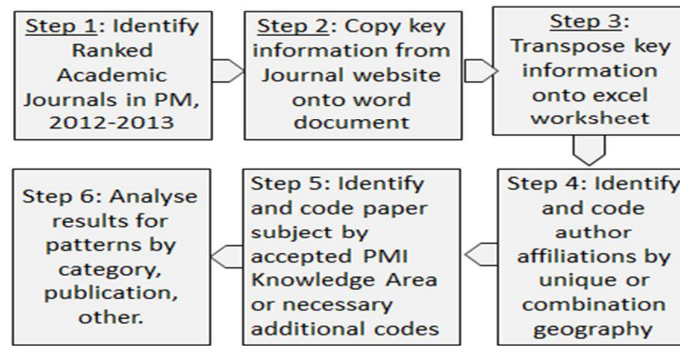 Step 1: Identify
Ranked
Academic
Journals in PM,
2012-2013
Step 2: Copy key
information from
Journal website
onto word
document
Step 3:
Transpose key
information
onto excel
worksheet
Step 4: Identify
and code
author
affiliations by
unique or
combination
geography
Step 5: Identify
and code paper
subject by
accepted PMI
Knowledge Area
or necessary
additional codes
Step 6: Analyse
results for
patterns by
category,
publication,
other.